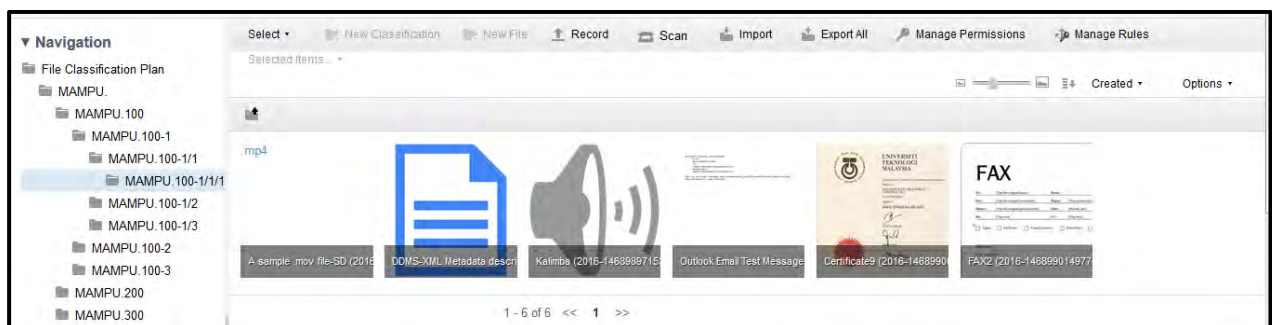 ▼ Navigation
File Classification Plan
MAMPU.
MAMPU.100
MAMPU.100-1
MAMPU.100-1/1
MAMPU.100-1/1/1
MAMPU.100-1/2
MAMPU.100-1/3
MAMPU.100-2
MAMPU.100-3
MAMPU.200
MAMPU.300
Select New Classification New File Record Scan Import Export All Manage Permissions Manage Rules
Selected Items...
Created Options
mp4
UNIVERSITI
TEKNOLOGI
MALAYSIA
FAX
A sample .mov file-SD (2016
DDMS-XML Metadata descri
Kalimba (2016-1468989715
Outlook Email Test Message
Certificate9 (2016-1468990
FAX2 (2016-146899014977
1 - 6 of 6 << 1 >>